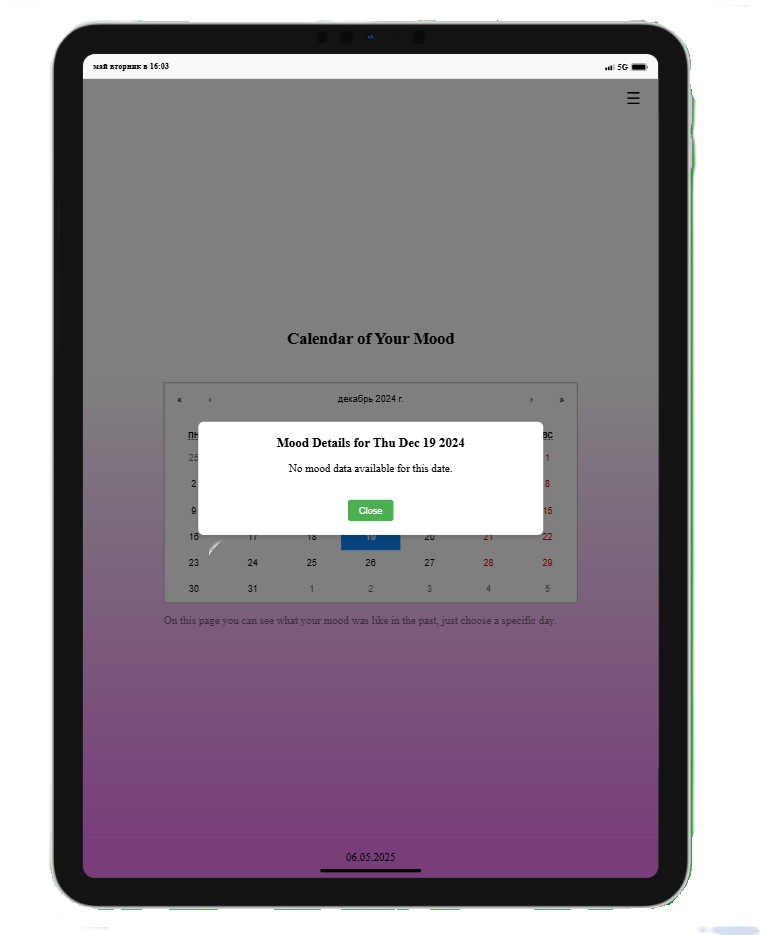 май вторник в 16:03 5G
☰
Calendar of Your Mood
« ‹ декабрь 2024 г. › »
Mood Details for Thu Dec 19 2024
ПН ВС
No mood data available for this date.
25 1
2 8
Close
9 15
16 17 18 19 20 21 22
23 24 25 26 27 28 29
30 31 1 2 3 4 5
On this page you can see what your mood was like in the past, just choose a specific day.
06.05.2025